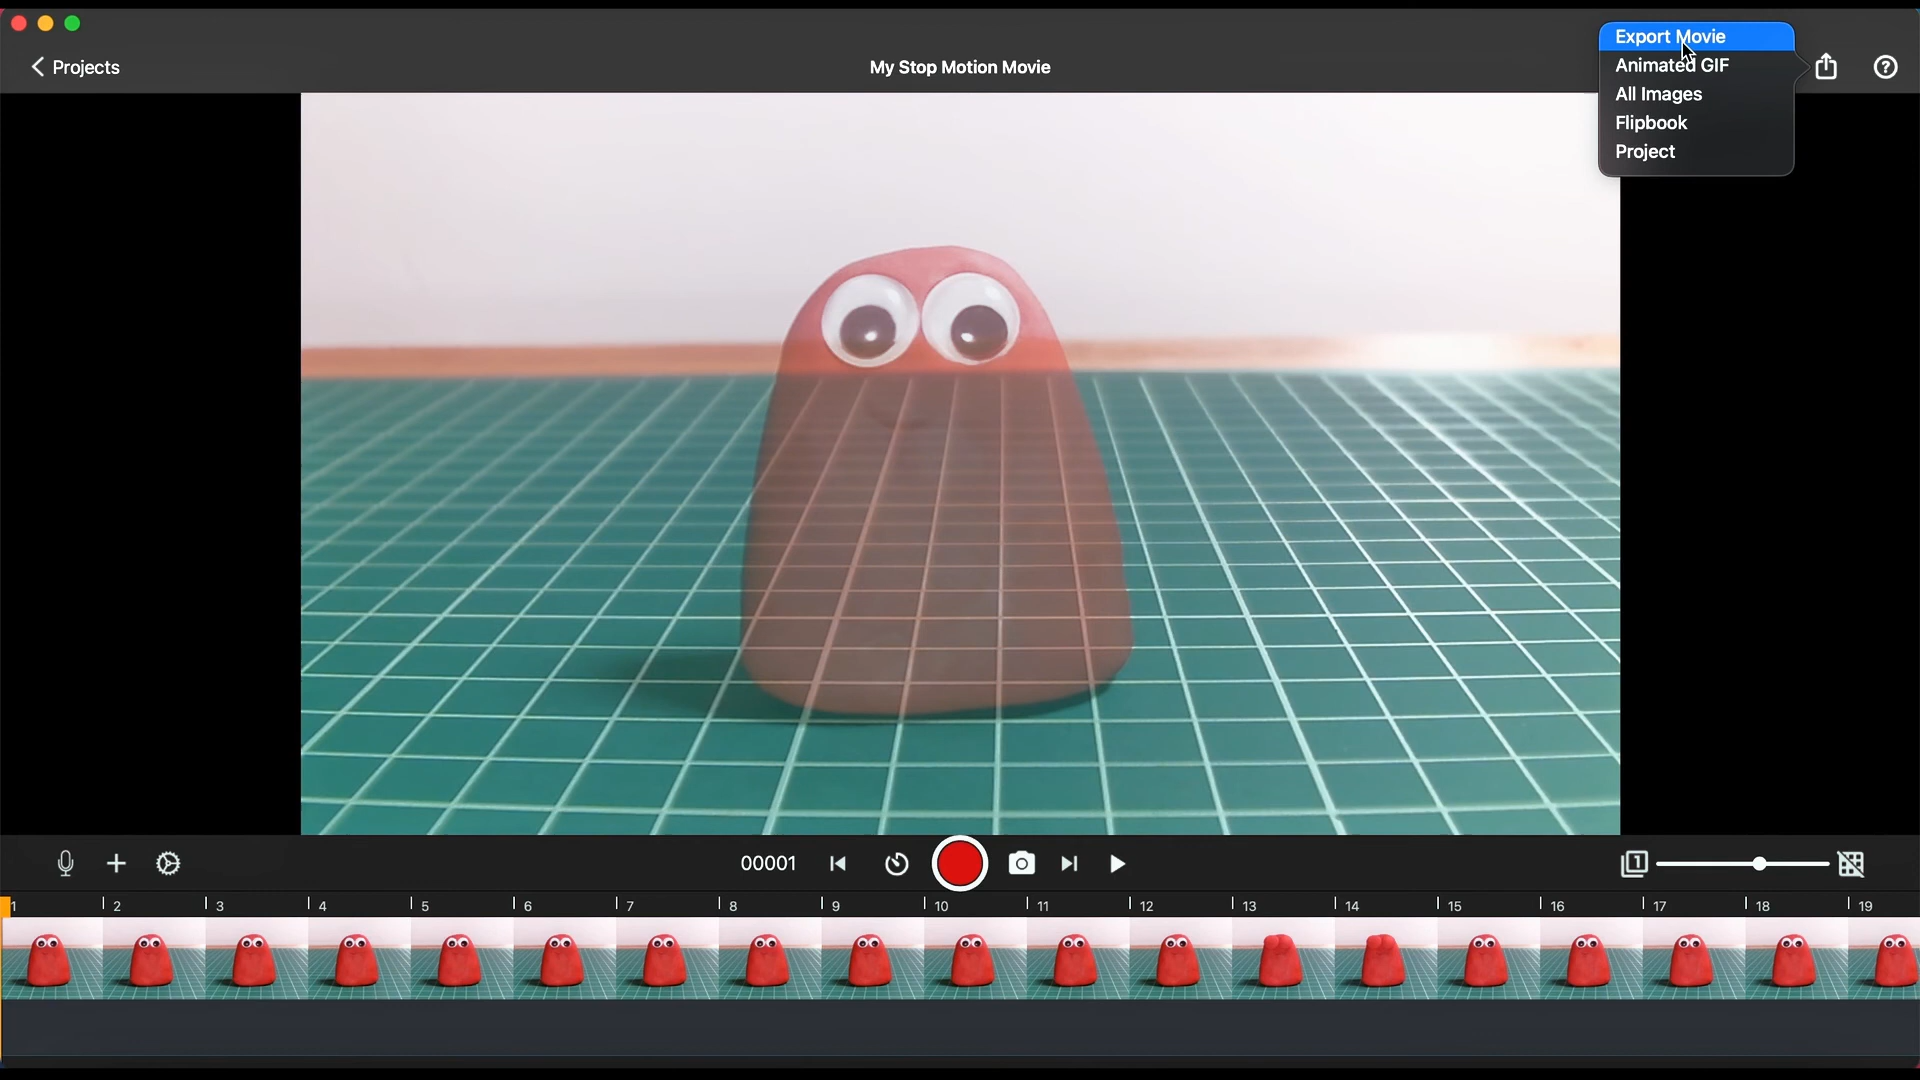 Projects
My Stop Motion Movie
Export Movie
Animated GIF
All Images
Flipbook
Project
00001
1
1 2 3 4 5 6 7 8 9 10 11 12 13 14 15 16 17 18 19